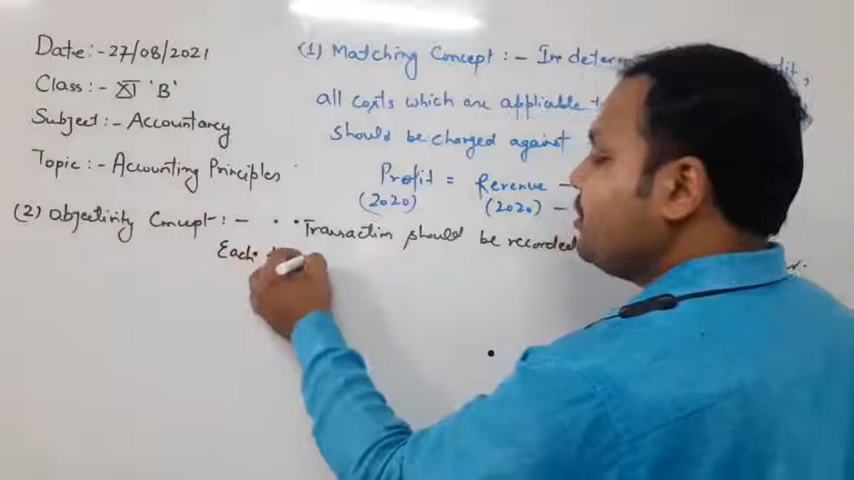 Date:- 27/08/2021
Class:- XI 'B'
Subject:- Accountancy
Topic:- Accounting Principles
(1) Matching Concept:- In deter
all costs which are applicable
should be charged against
Profit = Revenue -
(2020) (2020) -
(2) Objectivity Concept:- Transaction should be recorded
Each